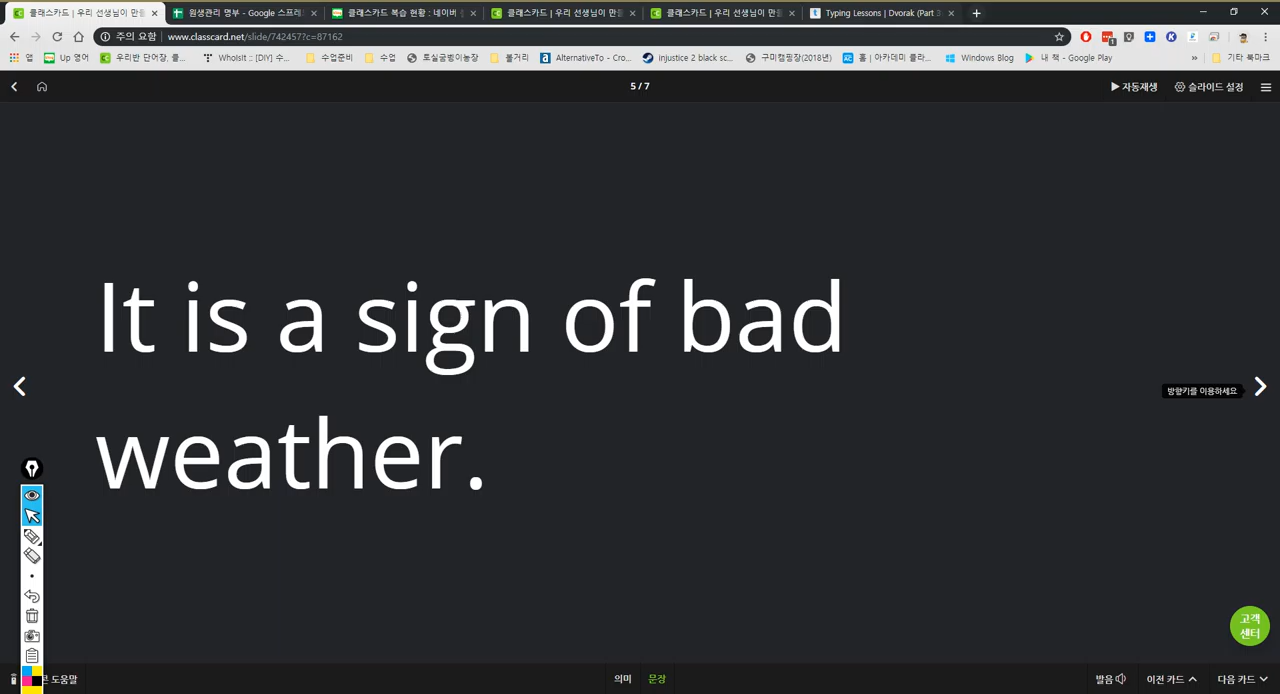 클래스카드 | 우리 선생님이 만든
원생관리 명부 - Google 스프레
클래스카드 복습 현황 : 네이버
클래스카드 | 우리 선생님이 만든
클래스카드 | 우리 선생님이 만든
Typing Lessons | Dvorak (Part 3
주의 요함 | www.classcard.net/slide/742457?c=87162
앱
Up 영어
우리반 단어장, 클...
WhoIsIt :: [DIY] 수...
수업준비
수업
토실굼벵이농장
볼거리
AlternativeTo - Cro...
injustice 2 black sc...
구미캠핑장(2018년)
홈 | 아카데미 클라...
Windows Blog
내 책 - Google Play
»
기타 북마크
5 / 7
자동재생
슬라이드 설정
It is a sign of bad
weather.
방향키를 이용하세요
고객
센터
도움말
의미
문장
발음
이전 카드
다음 카드